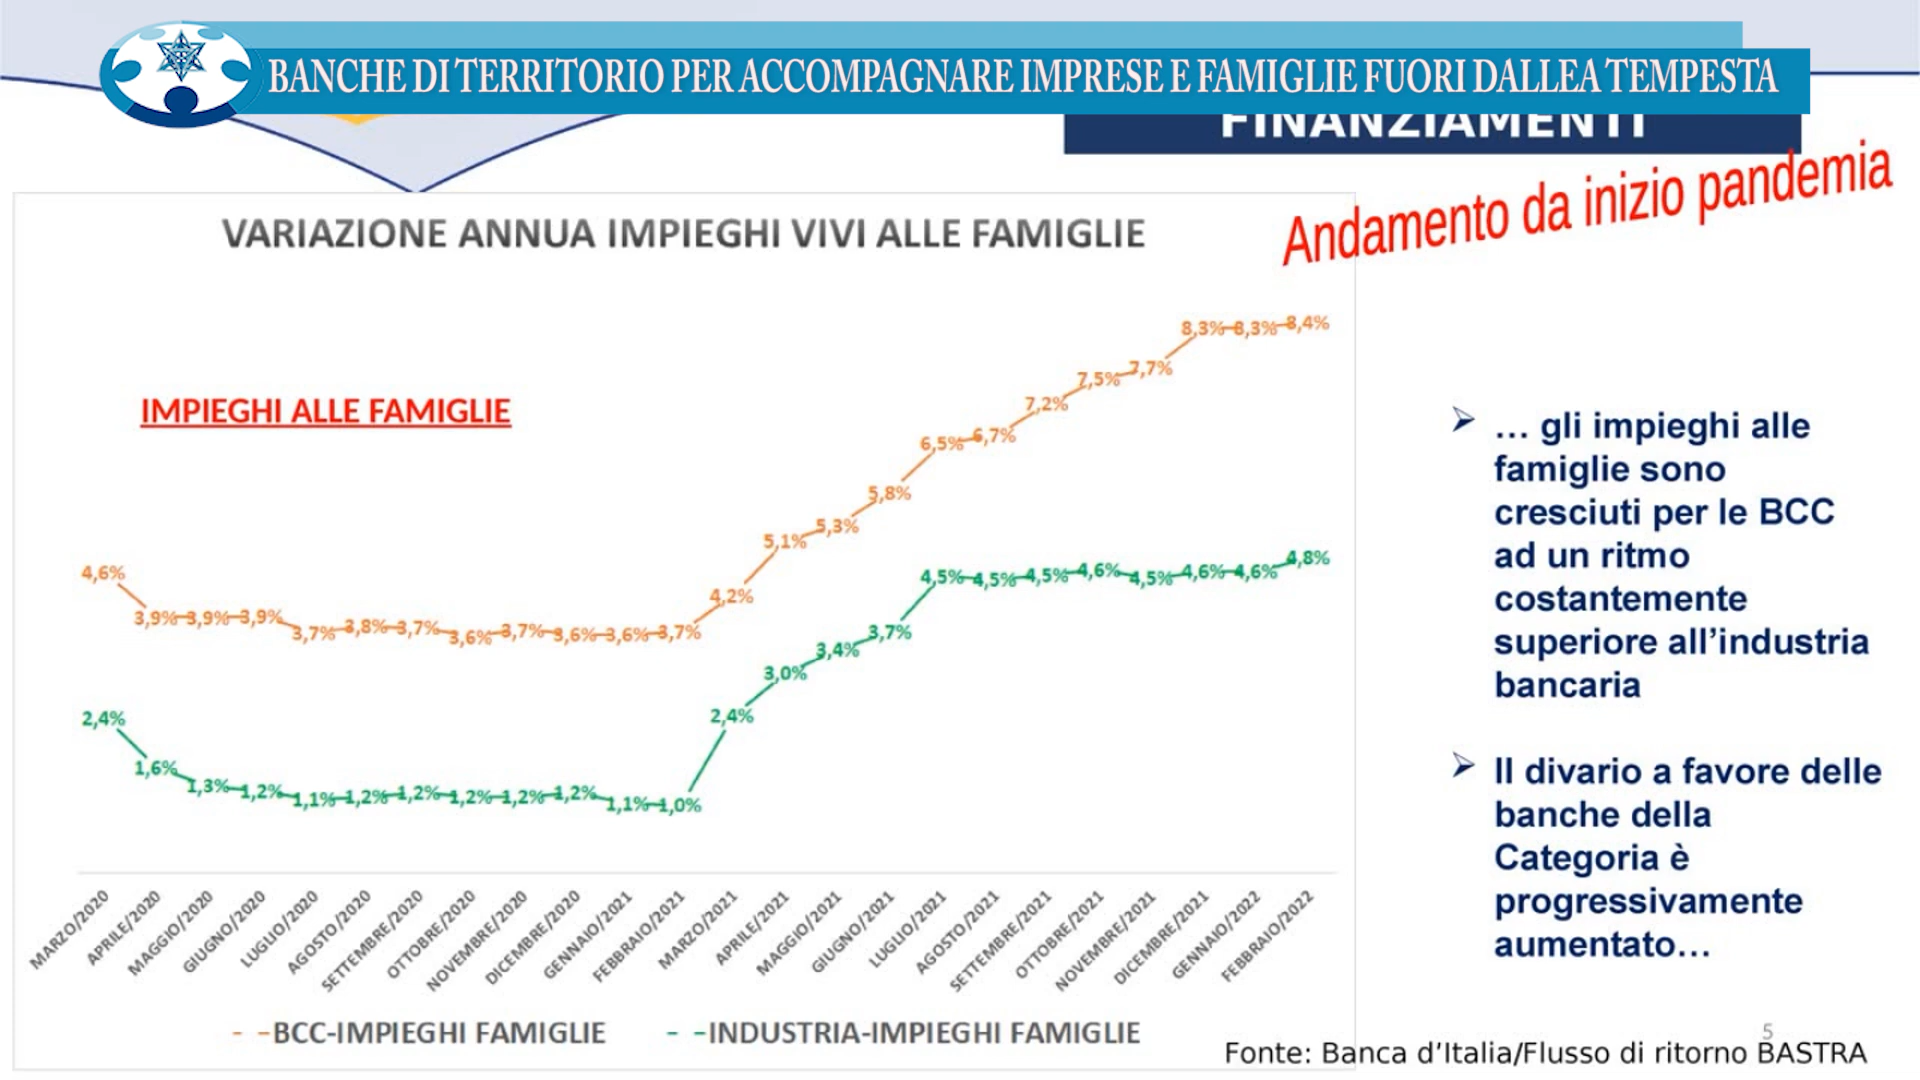 BANCHE DI TERRITORIO PER ACCOMPAGNARE IMPRESE E FAMIGLIE FUORI DALLEA TEMPESTA
FINANZIAMENTI
Andamento da inizio pandemia
VARIAZIONE ANNUA IMPIEGHI VIVI ALLE FAMIGLIE
IMPIEGHI ALLE FAMIGLIE
4,6% 3,9% 3,9% 3,9% 3,7% 3,8% 3,7% 3,6% 3,7% 3,6% 3,6% 3,7% 4,2% 5,1% 5,3% 5,8% 6,5% 6,7% 7,2% 7,5% 7,7% 8,3% 8,3% 8,4%
2,4% 1,6% 1,3% 1,2% 1,1% 1,2% 1,2% 1,2% 1,2% 1,2% 1,1% 1,0% 2,4% 3,0% 3,4% 3,7% 4,5% 4,5% 4,5% 4,6% 4,5% 4,6% 4,6% 4,8%
MARZO/2020
APRILE/2020
MAGGIO/2020
GIUGNO/2020
LUGLIO/2020
AGOSTO/2020
SETTEMBRE/2020
OTTOBRE/2020
NOVEMBRE/2020
DICEMBRE/2020
GENNAIO/2021
FEBBRAIO/2021
MARZO/2021
APRILE/2021
MAGGIO/2021
GIUGNO/2021
LUGLIO/2021
AGOSTO/2021
SETTEMBRE/2021
OTTOBRE/2021
NOVEMBRE/2021
DICEMBRE/2021
GENNAIO/2022
FEBBRAIO/2022
BCC-IMPIEGHI FAMIGLIE
INDUSTRIA-IMPIEGHI FAMIGLIE
… gli impieghi alle
famiglie sono
cresciuti per le BCC
ad un ritmo
costantemente
superiore all’industria
bancaria
Il divario a favore delle
banche della
Categoria è
progressivamente
aumentato…
5
Fonte: Banca d’Italia/Flusso di ritorno BASTRA